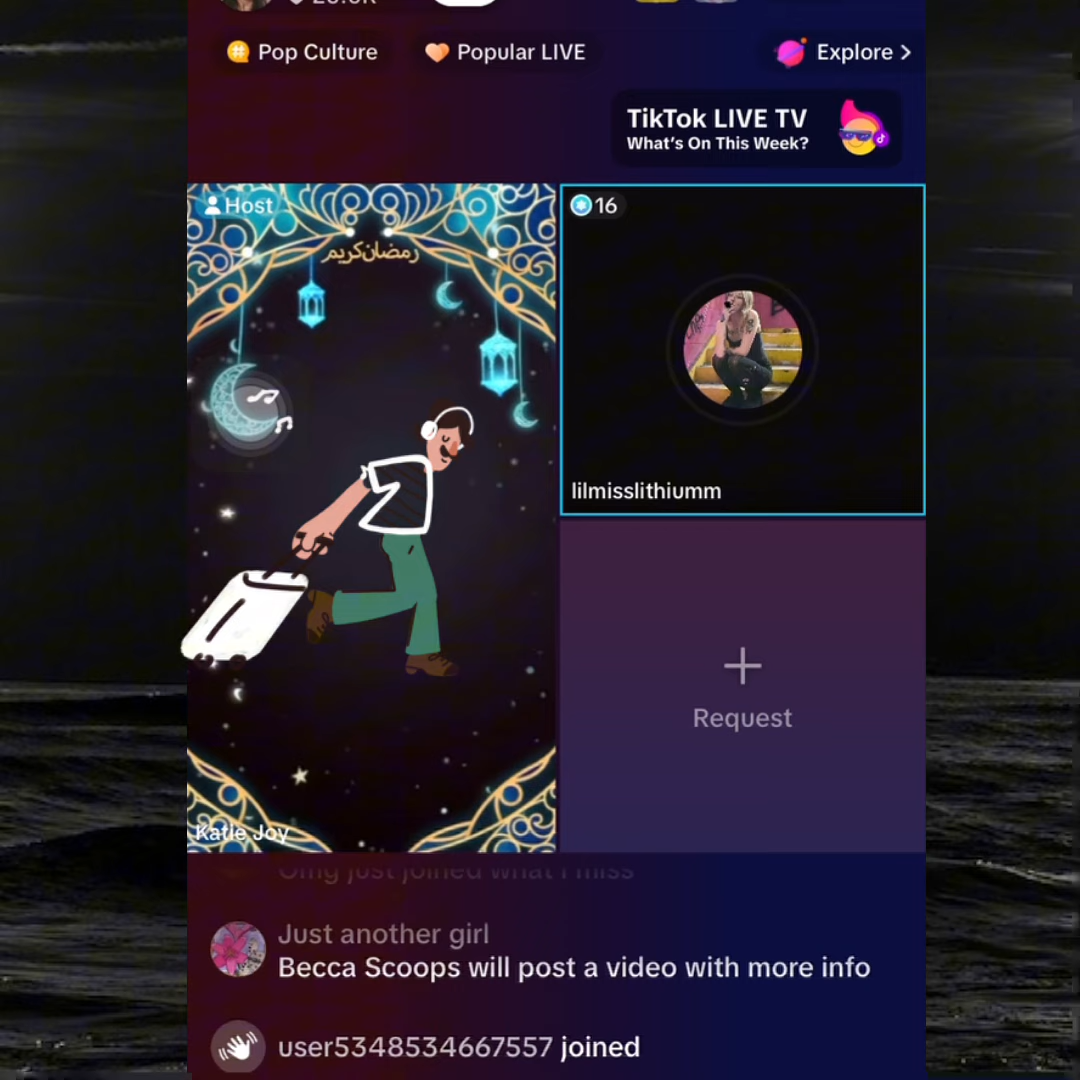 Pop Culture
Popular LIVE
Explore >
TikTok LIVE TV
What's On This Week?
Host
رمضان كريم
16
lilmisslithiumm
Request
Katie Joy
Omg just joined what I miss
Just another girl
Becca Scoops will post a video with more info
user5348534667557 joined